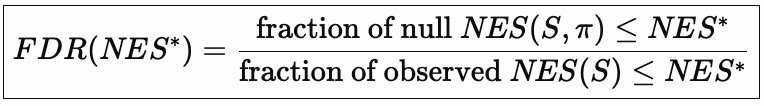 FDR(NES*) = fraction of null NES(S, π) ≤ NES* / fraction of observed NES(S) ≤ NES*